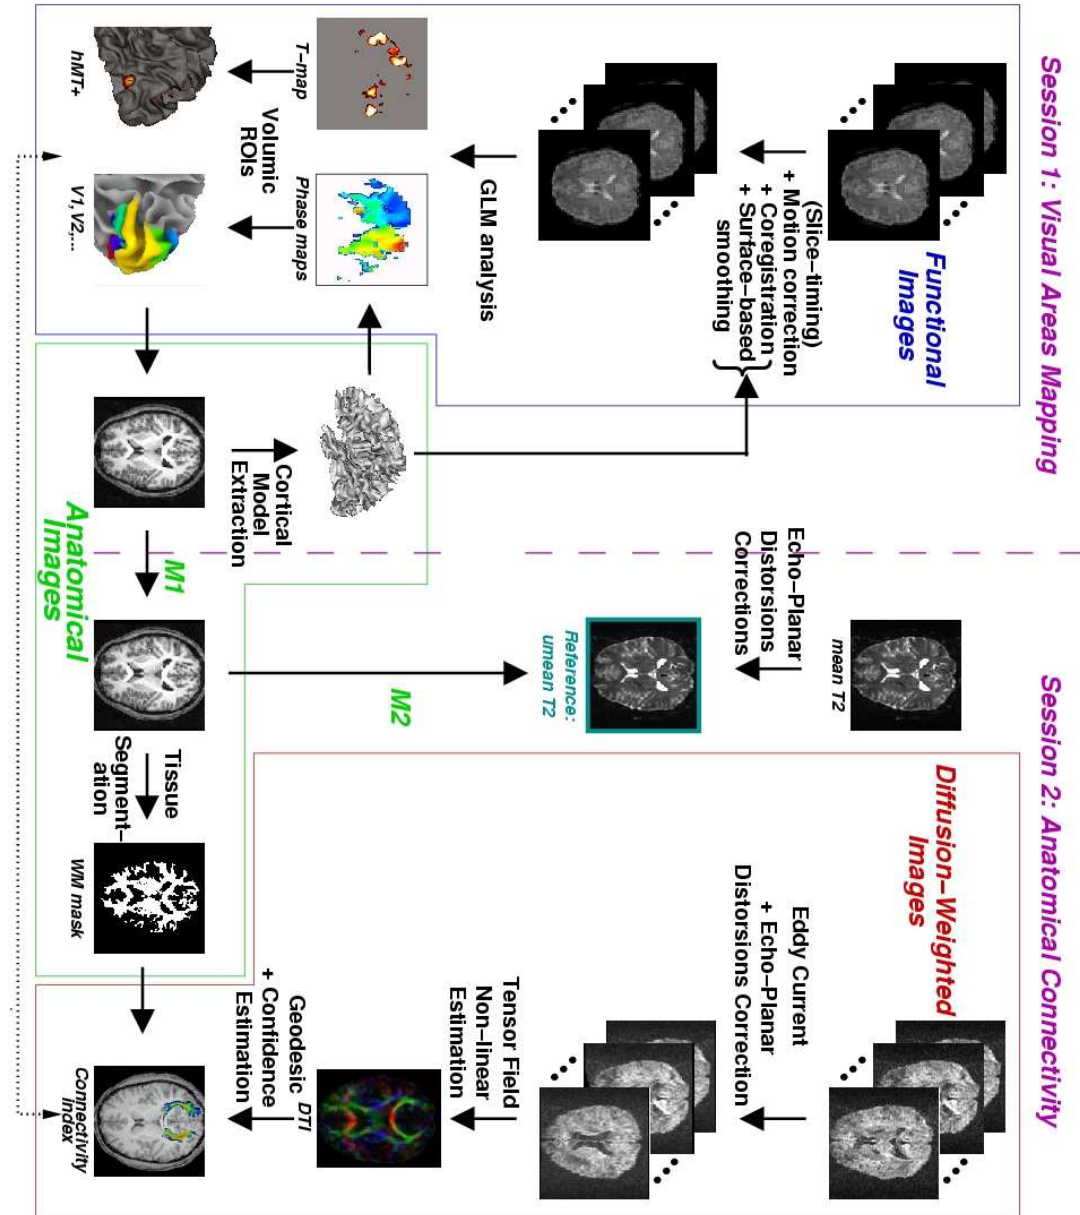 Session 1: Visual Areas Mapping
Session 2: Anatomical Connectivity
Functional
Images
(Slice-timing)
+ Motion correction
+ Coregistration
+ Surface-based
smoothing
GLM analysis
T-map
Phase maps
Volumic
ROIs
hMT+
V1,V2,...
Cortical
Model
Extraction
Anatomical
Images
M1
M2
mean T2
Echo-Planar
Distorsions
Corrections
Reference:
umean T2
Tissue
Segment-
ation
WM mask
Diffusion-Weighted
Images
Eddy Current
+ Echo-Planar
Distorsions Correction
Tensor Field
Non-linear
Estimation
DTI
Geodesic
+ Confidence
Estimation
Connectivity
index